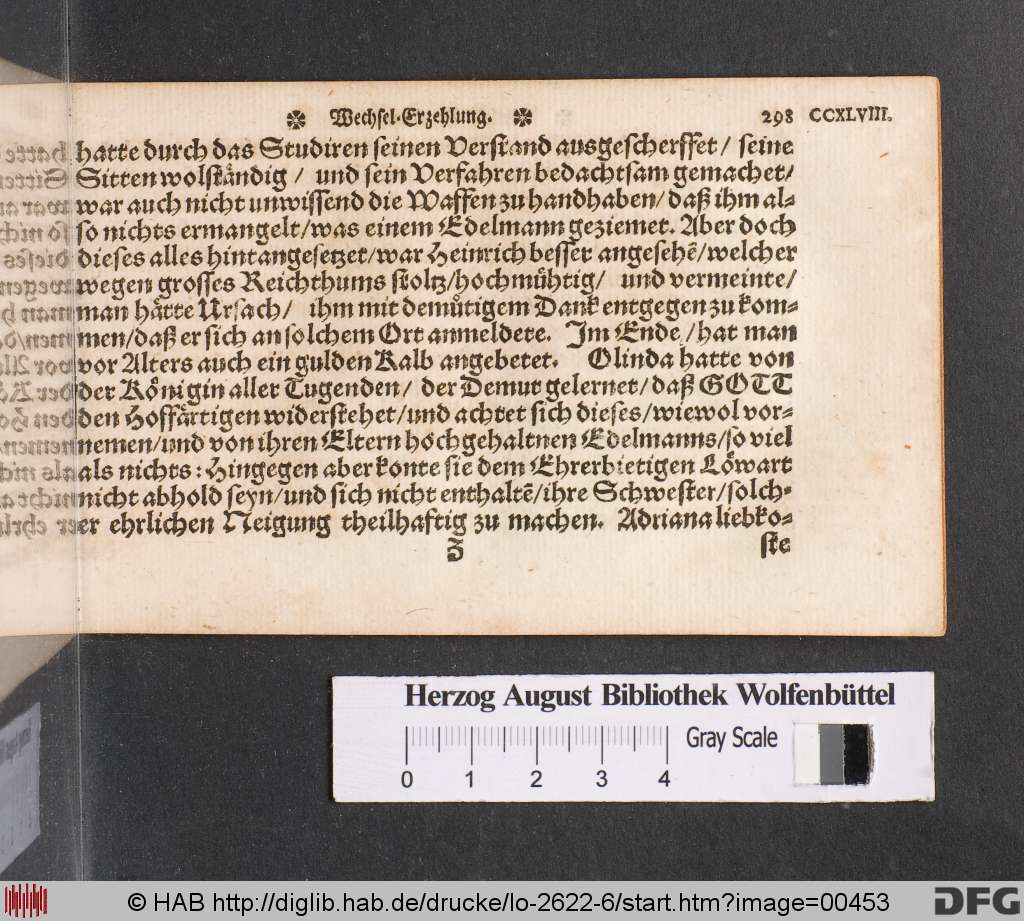 ✽ Wechsel-Erzehlung. ✽ 298 CCXLVIII.
hatte durch das Studiren seinen Verstand ausgescherffet/ seine
Sitten wolständig/ und sein Verfahren bedachtsam gemachet/
war auch nicht unwissend die Waffen zu handhaben/ daß ihm al-
so nichts ermangelt/ was einem Edelmann geziemet. Aber doch
dieses alles hintangesetzet/ war Heinrich besser angesehẽ/ welcher
wegen grosses Reichthums stoltz/ hochmühtig/ und vermeinte/
man hätte Ursach/ ihm mit demütigem Dank entgegen zu kom-
men/ daß er sich an solchem Ort anmeldete. Im Ende/ hat man
vor Alters auch ein gulden Kalb angebetet. Olinda hatte von
der Königin aller Tugenden/ der Demut gelernet/ daß GOTT
den Hoffärtigen widerstehet/ und achtet sich dieses/ wiewol vor-
nemen/ und von ihren Eltern hochgehaltnen Edelmanns/ so viel
als nichts: Hingegen aber konte sie dem Ehrerbietigen Löwart
nicht abhold seyn/ und sich nicht enthaltẽ/ ihre Schwester/ solch-
er ehrlichen Neigung theilhaftig zu machen. Adriana liebko-
Z ste
Herzog August Bibliothek Wolfenbüttel
0 1 2 3 4 Gray Scale
© HAB http://diglib.hab.de/drucke/lo-2622-6/start.htm?image=00453 DFG